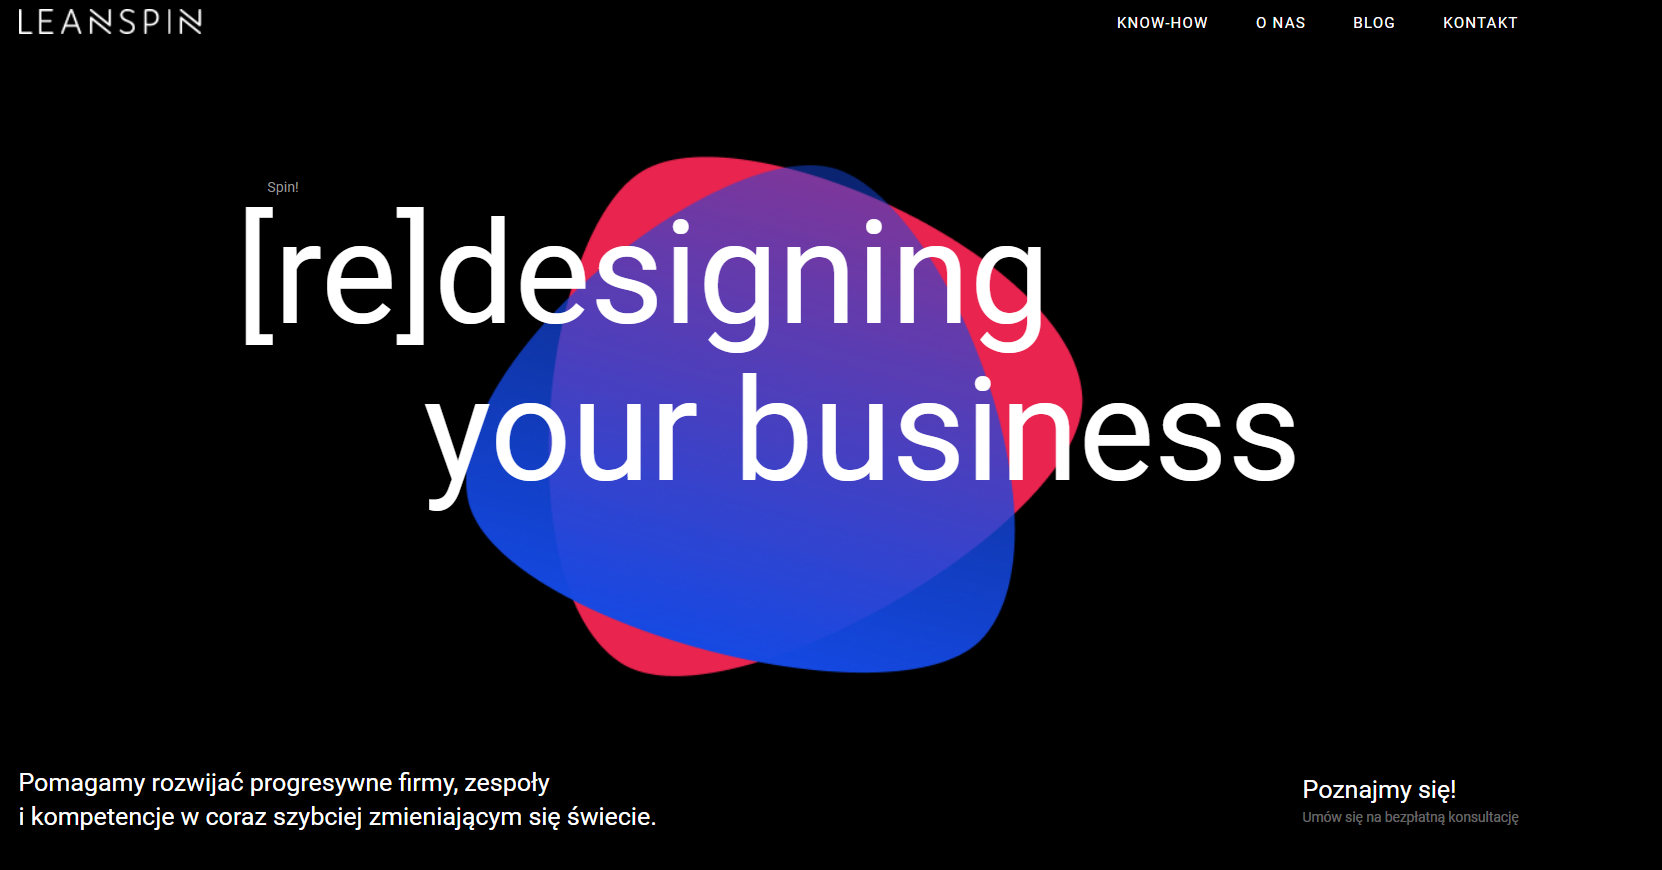 LEANSPIN
KNOW-HOW O NAS BLOG KONTAKT
Spin!
[re]designing
your business
Pomagamy rozwijać progresywne firmy, zespoły
i kompetencje w coraz szybciej zmieniającym się świecie.
Poznajmy się!
Umów się na bezpłatną konsultację